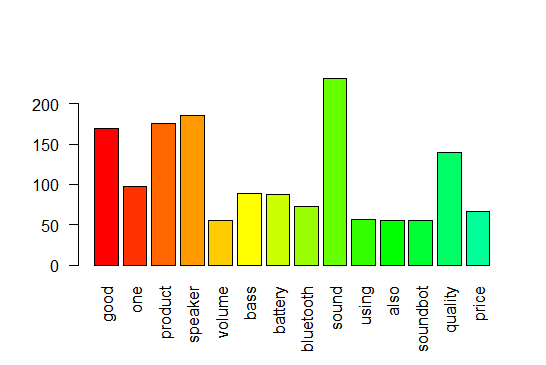 200
150
100
50
0
good
one
product
speaker
volume
bass
battery
bluetooth
sound
using
also
soundbot
quality
price